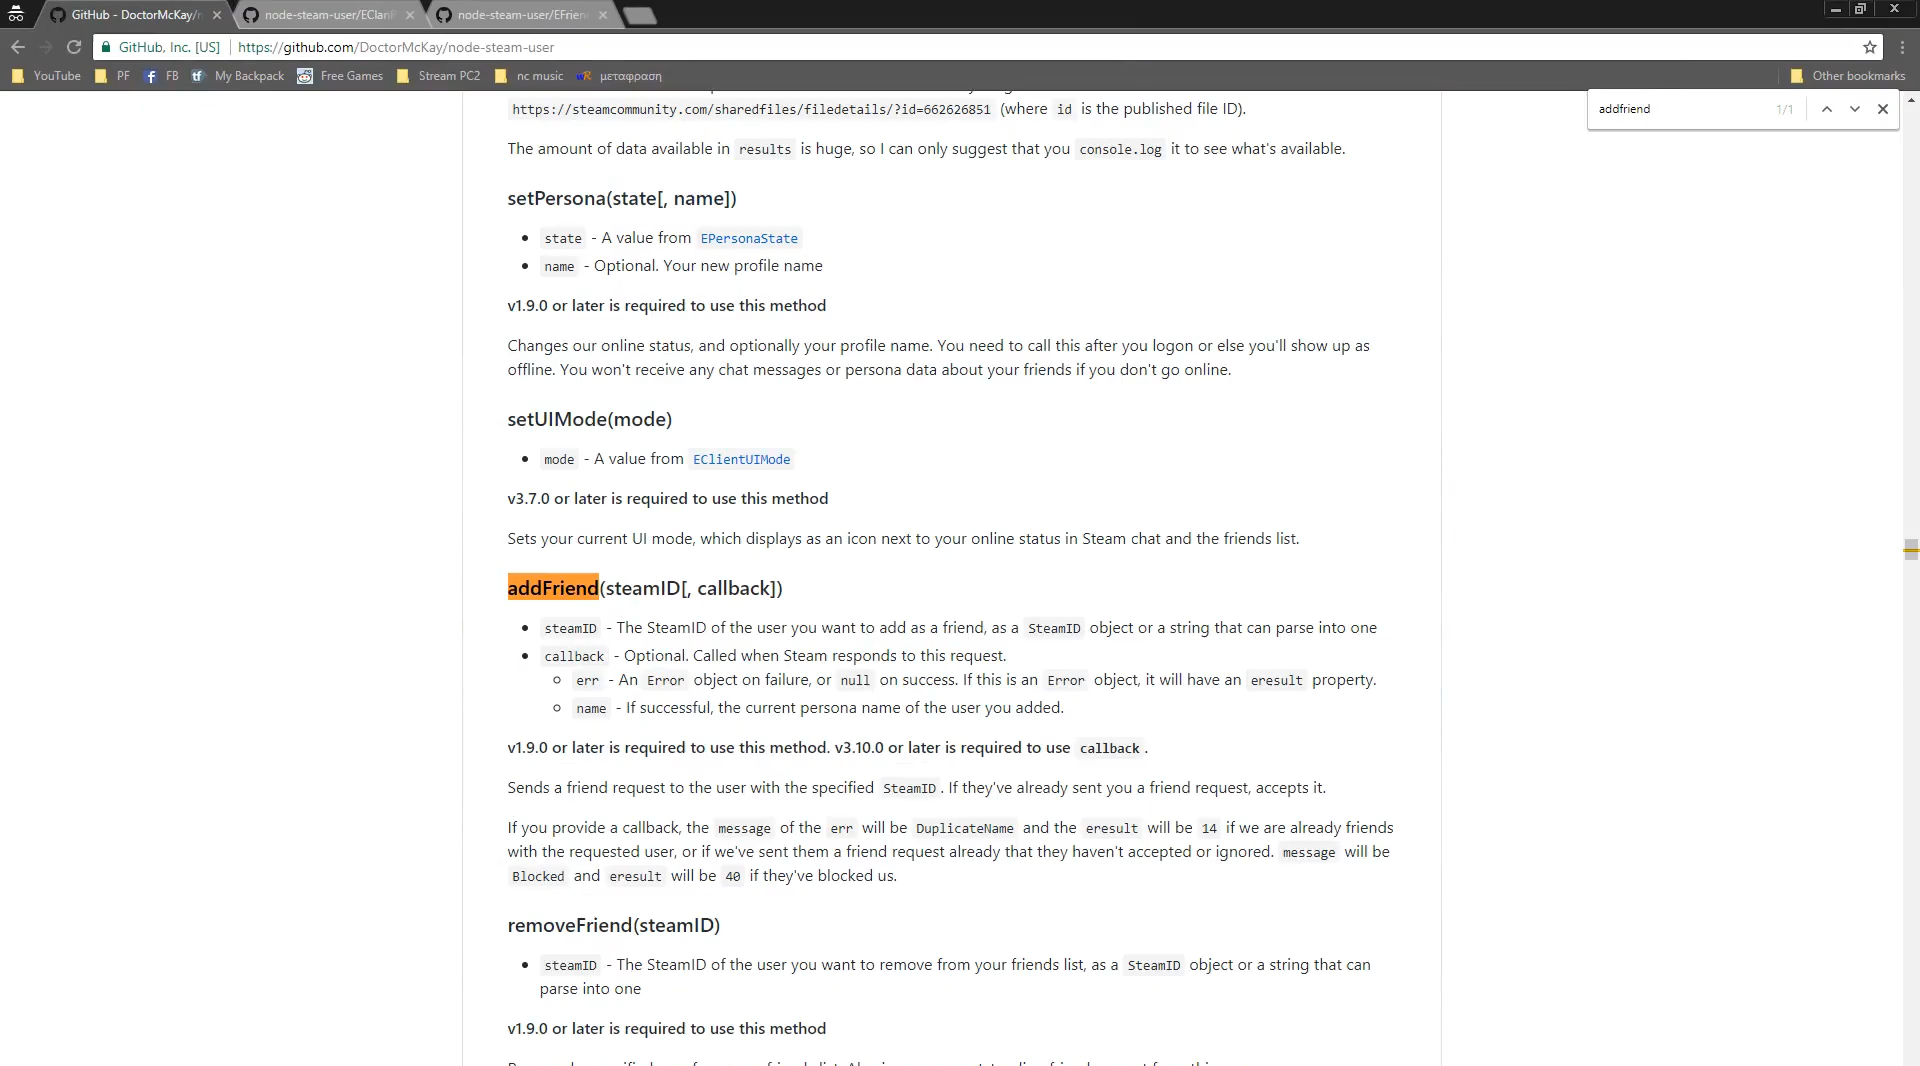 GitHub - DoctorMcKay/n
node-steam-user/EClanR
node-steam-user/EFrien
GitHub, Inc. [US] https://github.com/DoctorMcKay/node-steam-user
YouTube PF FB My Backpack Free Games Stream PC2 nc music μεταφραση Other bookmarks
addfriend 1/1
https://steamcommunity.com/sharedfiles/filedetails/?id=662626851 (where id is the published file ID).
The amount of data available in results is huge, so I can only suggest that you console.log it to see what's available.
setPersona(state[, name])
state - A value from EPersonaState
name - Optional. Your new profile name
v1.9.0 or later is required to use this method
Changes our online status, and optionally your profile name. You need to call this after you logon or else you'll show up as
offline. You won't receive any chat messages or persona data about your friends if you don't go online.
setUIMode(mode)
mode - A value from EClientUIMode
v3.7.0 or later is required to use this method
Sets your current UI mode, which displays as an icon next to your online status in Steam chat and the friends list.
addFriend(steamID[, callback])
steamID - The SteamID of the user you want to add as a friend, as a SteamID object or a string that can parse into one
callback - Optional. Called when Steam responds to this request.
err - An Error object on failure, or null on success. If this is an Error object, it will have an eresult property.
name - If successful, the current persona name of the user you added.
v1.9.0 or later is required to use this method. v3.10.0 or later is required to use callback.
Sends a friend request to the user with the specified SteamID. If they've already sent you a friend request, accepts it.
If you provide a callback, the message of the err will be DuplicateName and the eresult will be 14 if we are already friends
with the requested user, or if we've sent them a friend request already that they haven't accepted or ignored. message will be
Blocked and eresult will be 40 if they've blocked us.
removeFriend(steamID)
steamID - The SteamID of the user you want to remove from your friends list, as a SteamID object or a string that can
parse into one
v1.9.0 or later is required to use this method